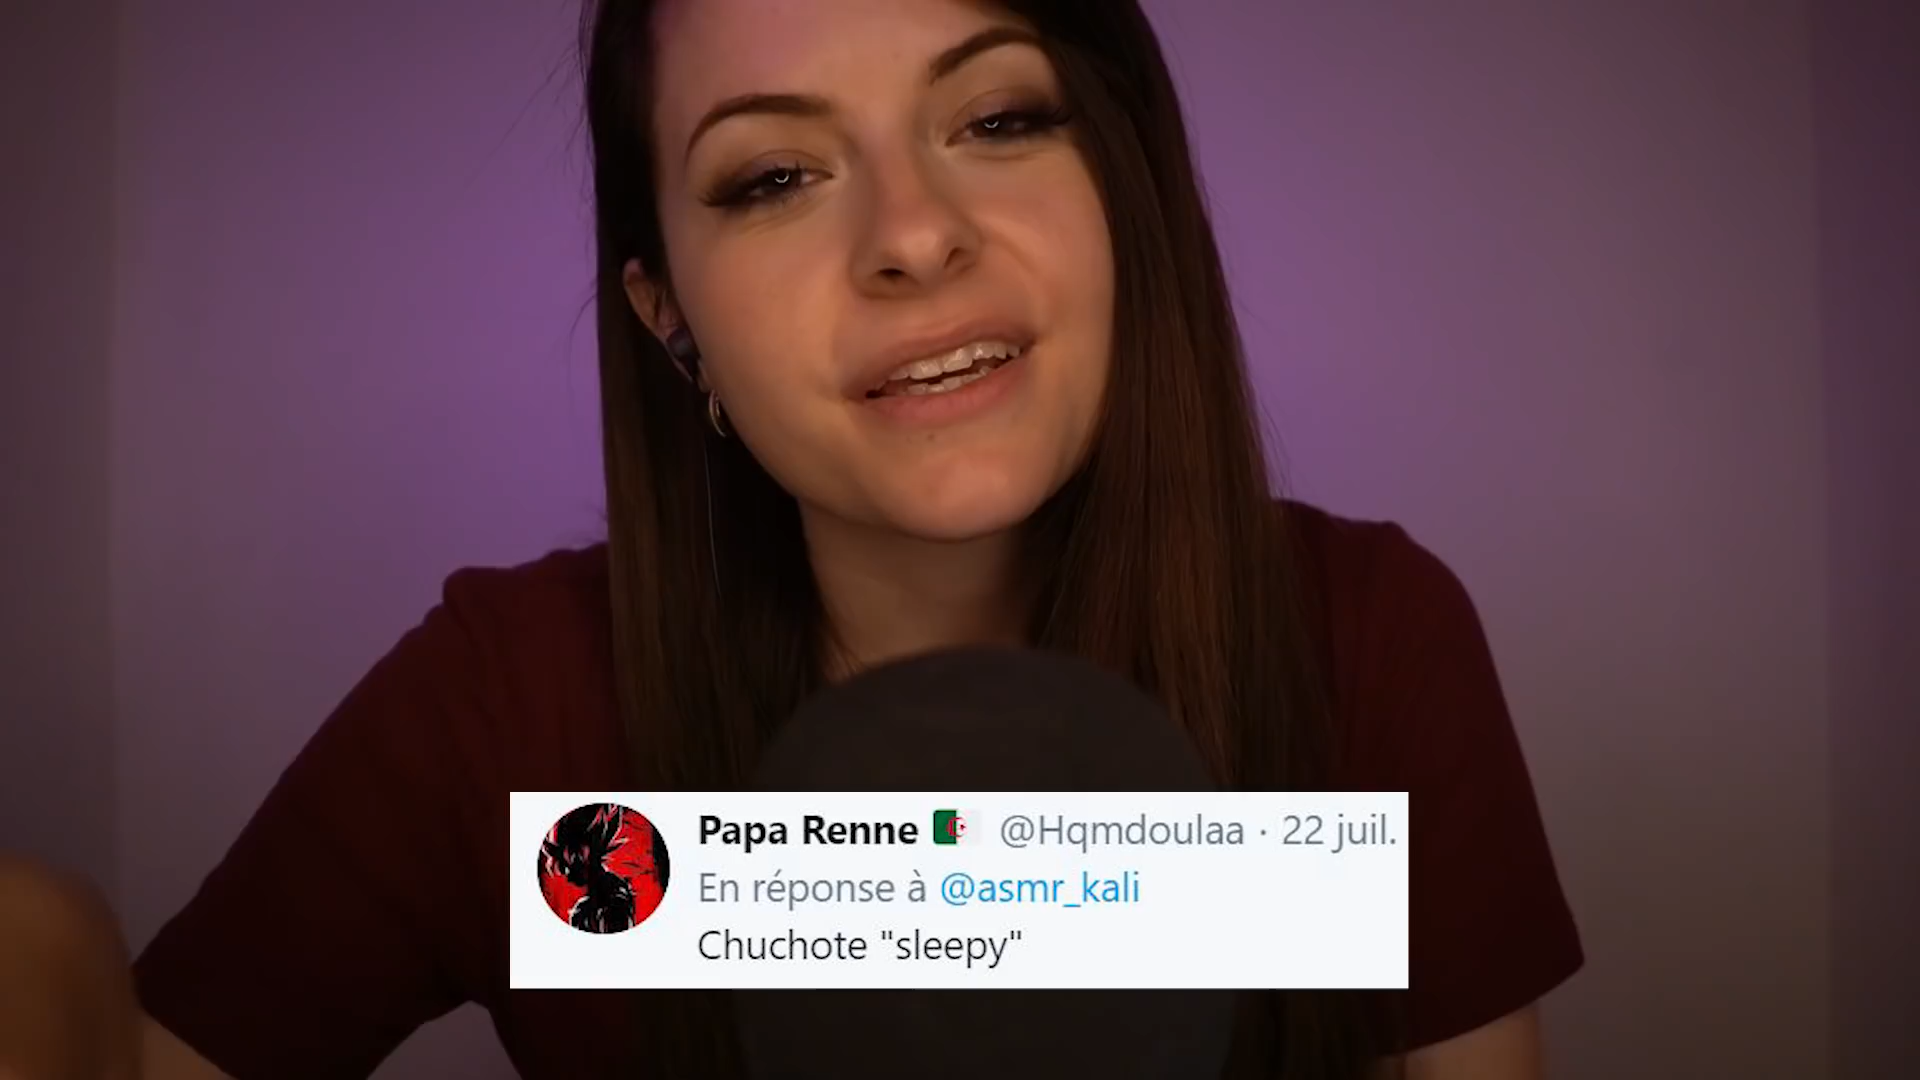 Papa Renne 🇩🇿 @Hqmdoulaa · 22 juil.
En réponse à @asmr_kali
Chuchote "sleepy"